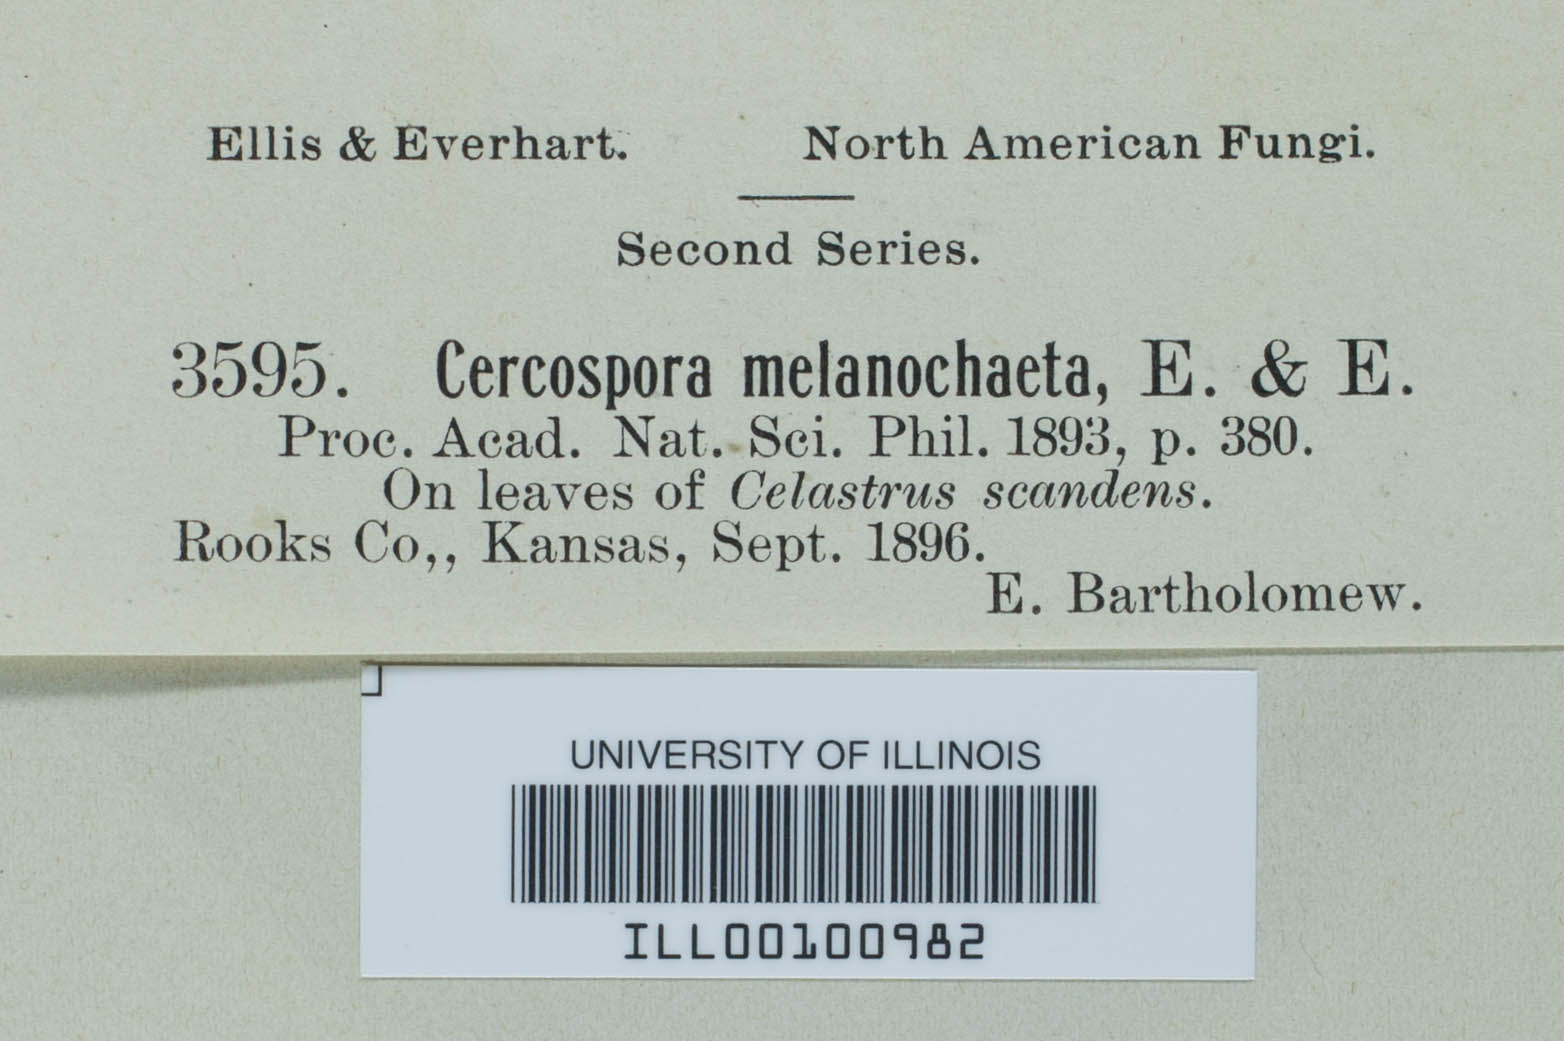 Ellis & Everhart. North American Fungi.
Second Series.
3595. Cercospora melanochaeta, E. & E.
Proc. Acad. Nat. Sci. Phil. 1893, p. 380.
On leaves of Celastrus scandens.
Rooks Co,, Kansas, Sept. 1896.
E. Bartholomew.
UNIVERSITY OF ILLINOIS
ILL00100982